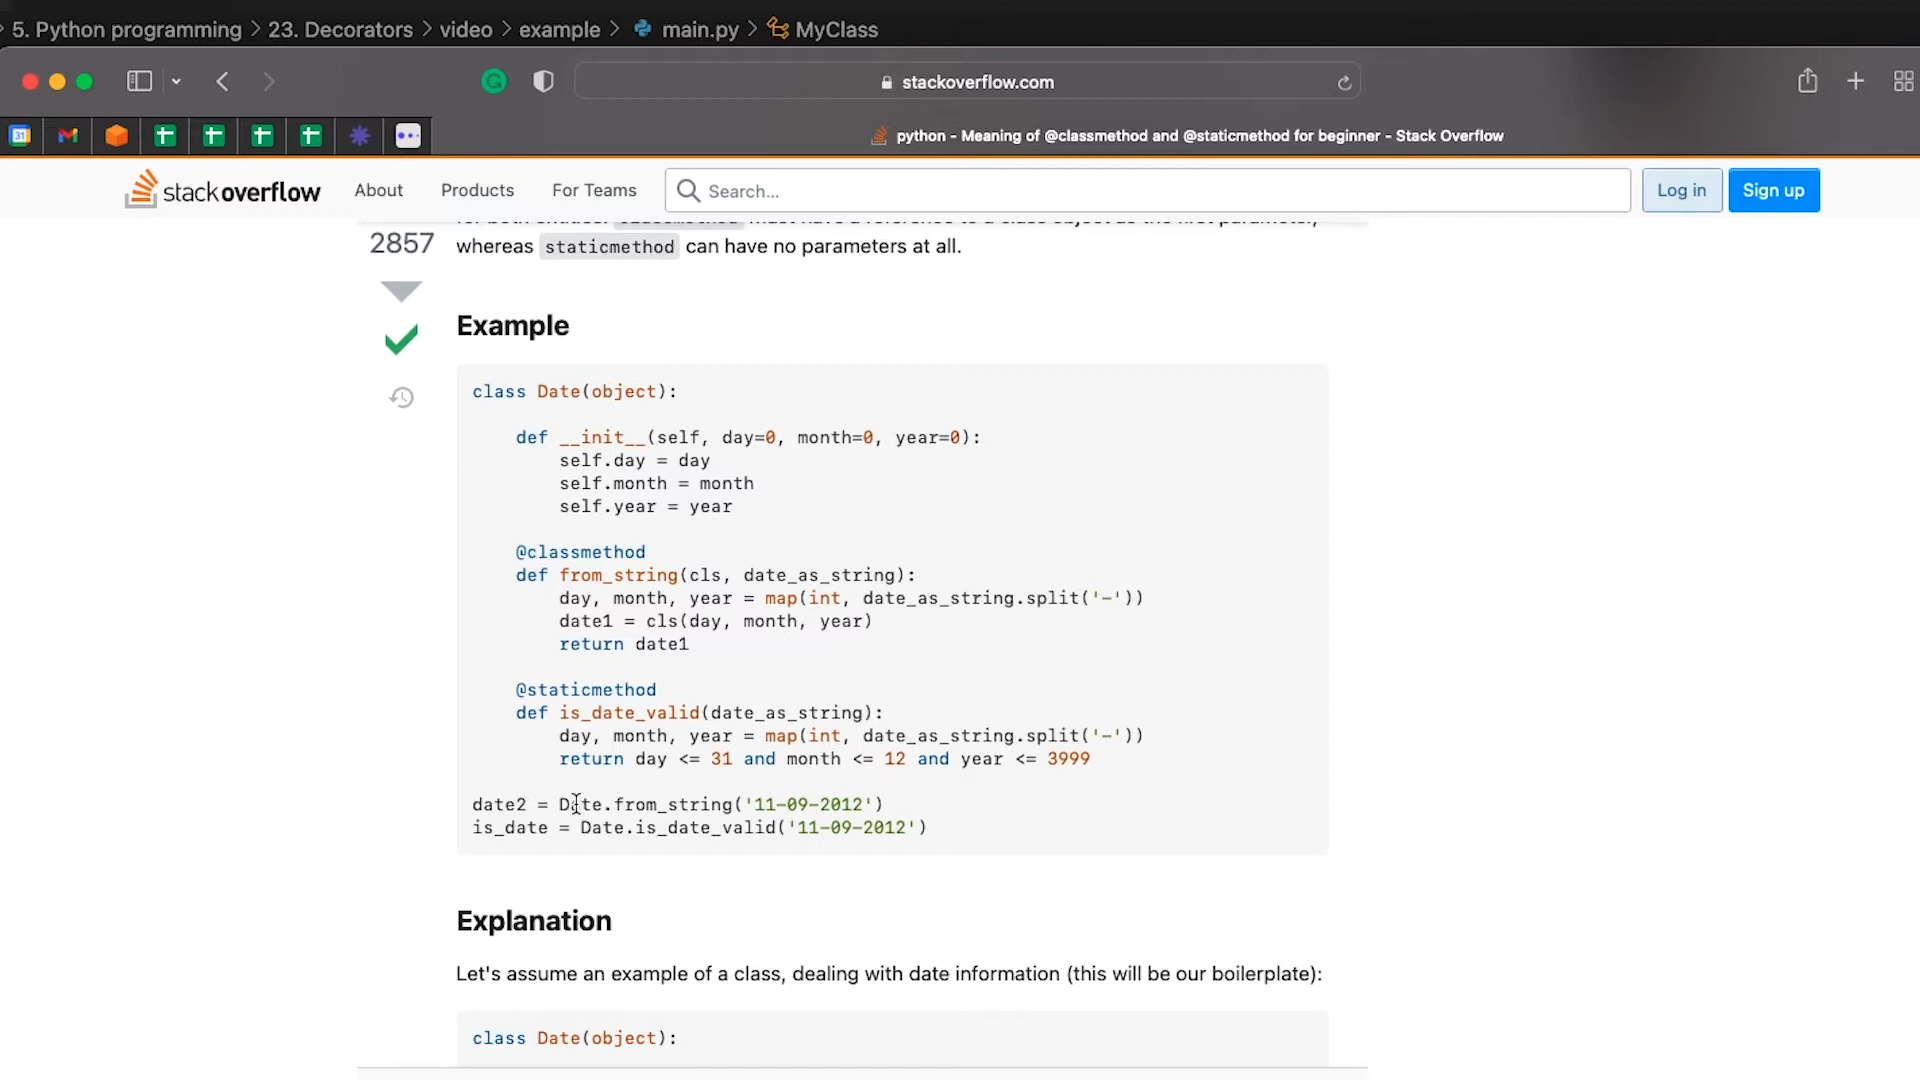 5. Python programming > 23. Decorators > video > example > main.py > MyClass
stackoverflow.com
31
python - Meaning of @classmethod and @staticmethod for beginner - Stack Overflow
stackoverflow About Products For Teams Search... Log in Sign up
2857
whereas staticmethod can have no parameters at all.
Example
class Date(object):
def __init__(self, day=0, month=0, year=0):
self.day = day
self.month = month
self.year = year
@classmethod
def from_string(cls, date_as_string):
day, month, year = map(int, date_as_string.split('-'))
date1 = cls(day, month, year)
return date1
@staticmethod
def is_date_valid(date_as_string):
day, month, year = map(int, date_as_string.split('-'))
return day <= 31 and month <= 12 and year <= 3999
date2 = Date.from_string('11-09-2012')
is_date = Date.is_date_valid('11-09-2012')
Explanation
Let's assume an example of a class, dealing with date information (this will be our boilerplate):
class Date(object):